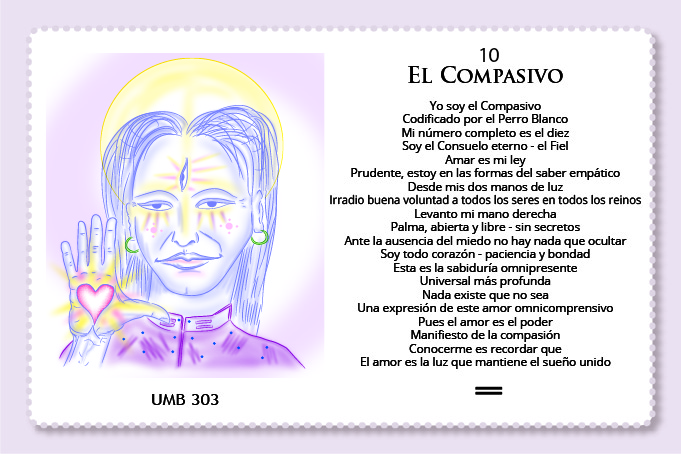 10
El Compasivo
Yo soy el Compasivo
Codificado por el Perro Blanco
Mi número completo es el diez
Soy el Consuelo eterno - el Fiel
Amar es mi ley
Prudente, estoy en las formas del saber empático
Desde mis dos manos de luz
Irradio buena voluntad a todos los seres en todos los reinos
Levanto mi mano derecha
Palma, abierta y libre - sin secretos
Ante la ausencia del miedo no hay nada que ocultar
Soy todo corazón - paciencia y bondad
Esta es la sabiduría omnipresente
Universal más profunda
Nada existe que no sea
Una expresión de este amor omnicomprensivo
Pues el amor es el poder
Manifiesto de la compasión
Conocerme es recordar que
El amor es la luz que mantiene el sueño unido
UMB 303